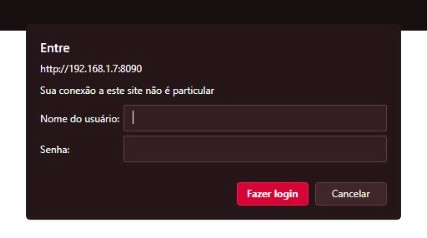 Entre
http://192.168.1.7:8090
Sua conexão a este site não é particular
Nome do usuário:
Senha:
Fazer login Cancelar